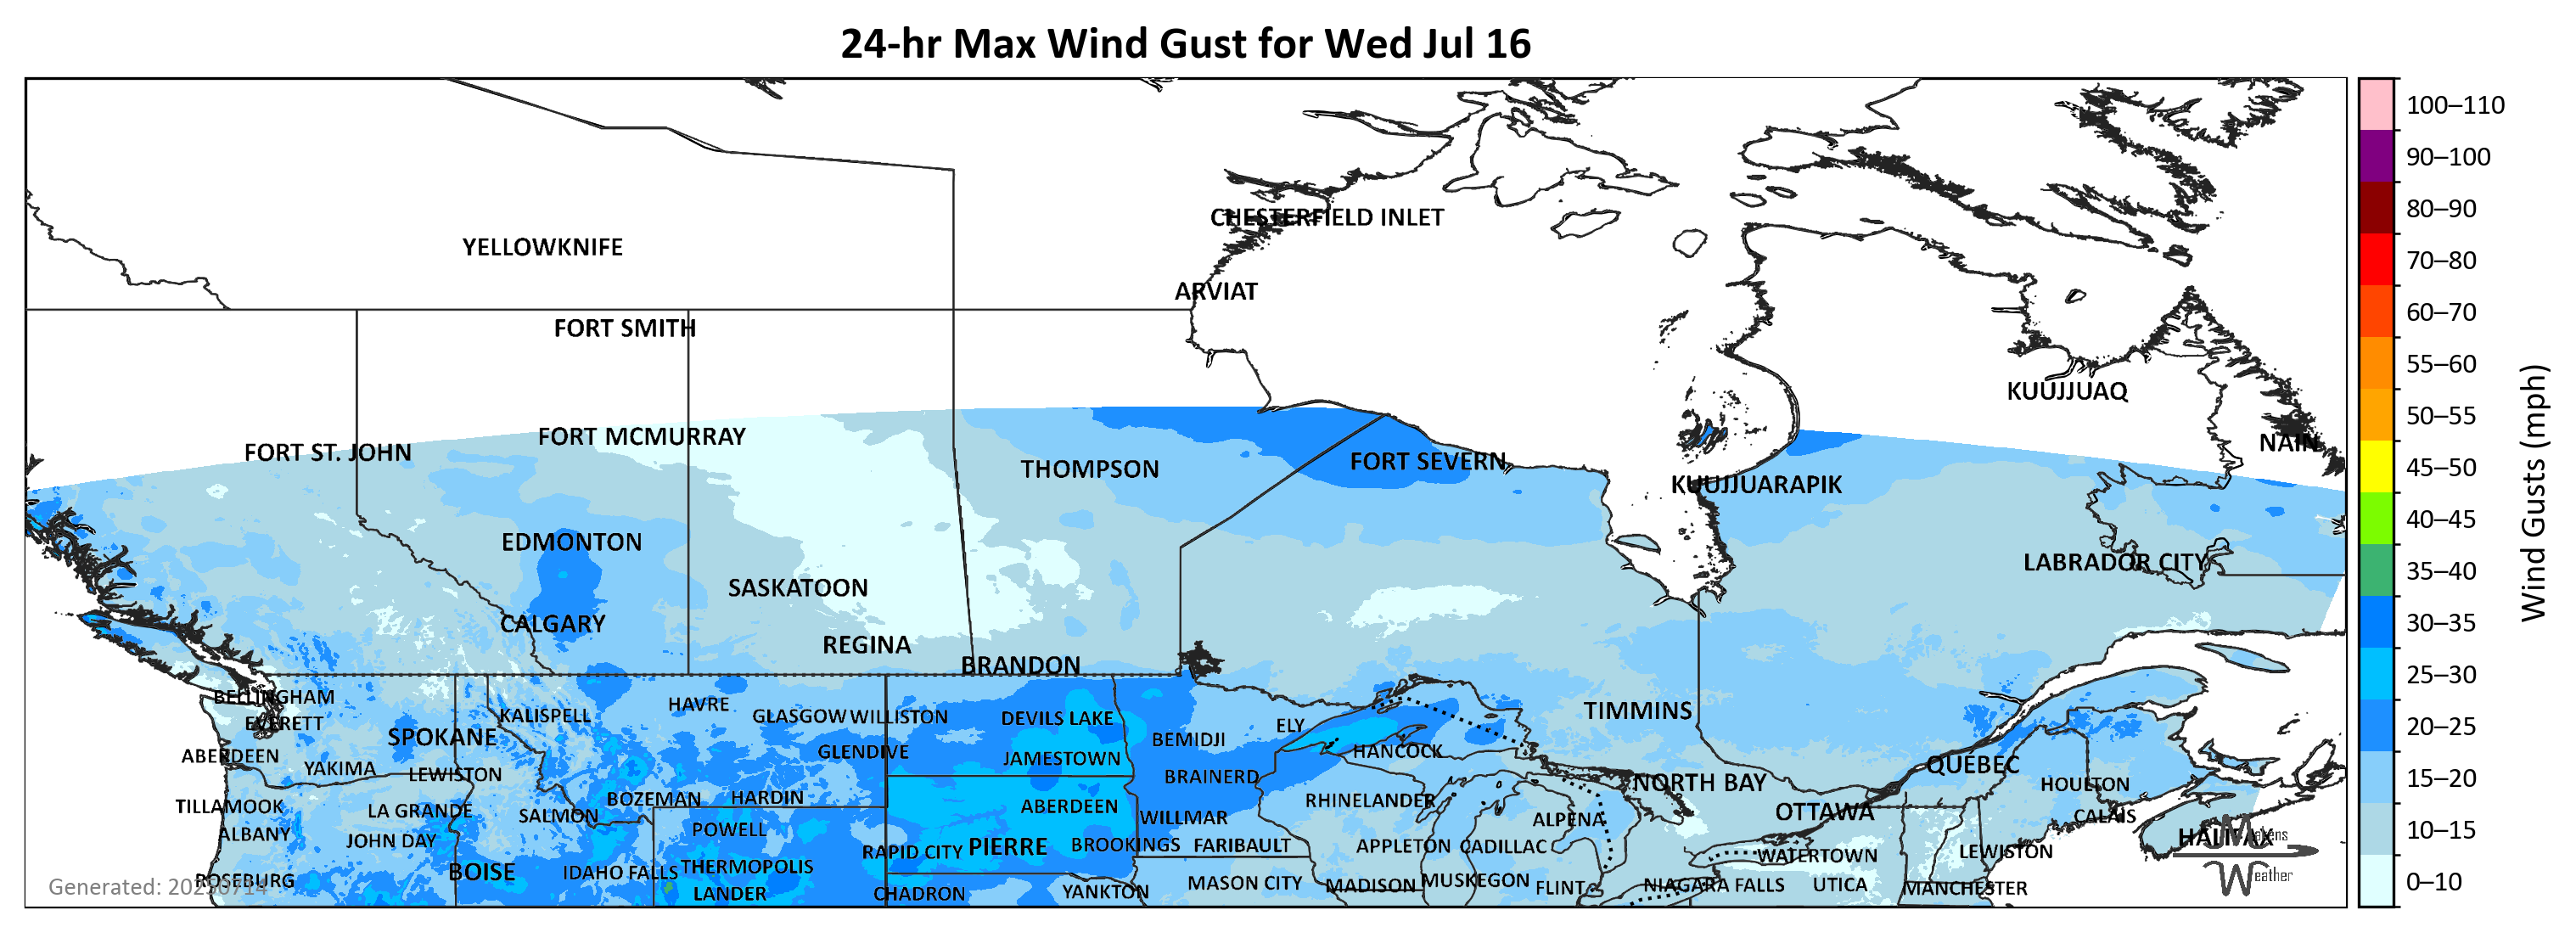 24-hr Max Wind Gust for Wed Jul 16
100–110
90–100
80–90
70–80
60–70
55–60
50–55
45–50
40–45
35–40
30–35
25–30
20–25
15–20
10–15
0–10
Wind Gusts (mph)
CHESTERFIELD INLET
YELLOWKNIFE
ARVIAT
FORT SMITH
KUUJJUAQ
FORT MCMURRAY
NAIN
FORT ST. JOHN
FORT SEVERN
THOMPSON
KUUJJUARAPIK
EDMONTON
LABRADOR CITY
SASKATOON
CALGARY
REGINA
BRANDON
BELLINGHAM
HAVRE
KALISPELL
GLASGOW
WILLISTON
DEVILS LAKE
TIMMINS
EVERETT
ELY
SPOKANE
BEMIDJI
GLENDIVE
HANCOCK
ABERDEEN
JAMESTOWN
QUÉBEC
YAKIMA
LEWISTON
BRAINERD
NORTH BAY
HOULTON
BOZEMAN
HARDIN
RHINELANDER
TILLAMOOK
LA GRANDE
ABERDEEN
SALMON
WILLMAR
OTTAWA
CALAIS
ALPENA
ALBANY
JOHN DAY
POWELL
HALIFAX
Makens
RAPID CITY
PIERRE
BROOKINGS
FARIBAULT
APPLETON
CADILLAC
WATERTOWN
LEWISTON
BOISE
IDAHO FALLS
THERMOPOLIS
Weather
Generated: 20250714
ROSEBURG
LANDER
CHADRON
YANKTON
MASON CITY
MADISON
MUSKEGON
FLINT
NIAGARA FALLS
UTICA
MANCHESTER